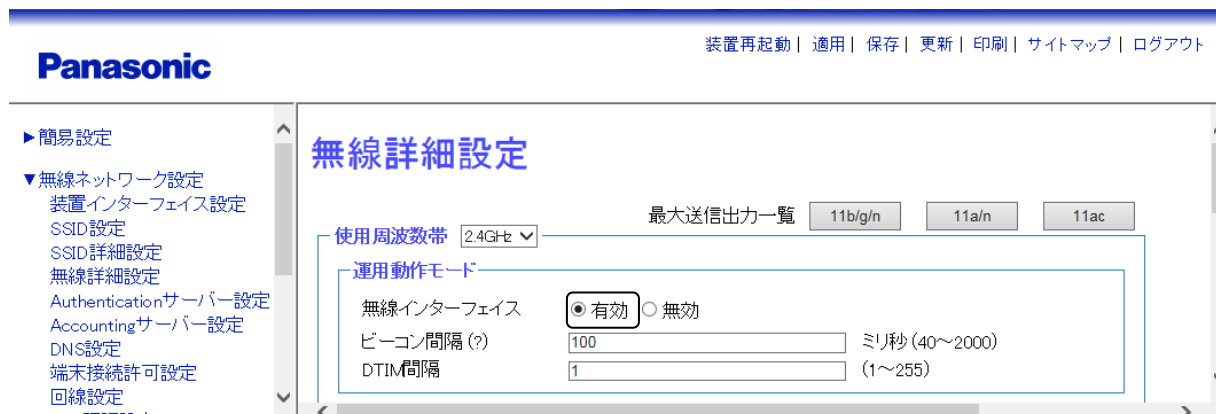 装置再起動| 適用| 保存| 更新| 印刷| サイトマップ| ログアウト
Panasonic
▶簡易設定
▼無線ネットワーク設定
装置インターフェイス設定
SSID設定
SSID詳細設定
無線詳細設定
Authenticationサーバー設定
Accountingサーバー設定
DNS設定
端末接続許可設定
回線設定
無線詳細設定
最大送信出力一覧 11b/g/n 11a/n 11ac
使用周波数帯 2.4GHz
運用動作モード
無線インターフェイス 有効 無効
ビーコン間隔(?) 100 ミリ秒(40～2000)
DTIM間隔 1 (1～255)